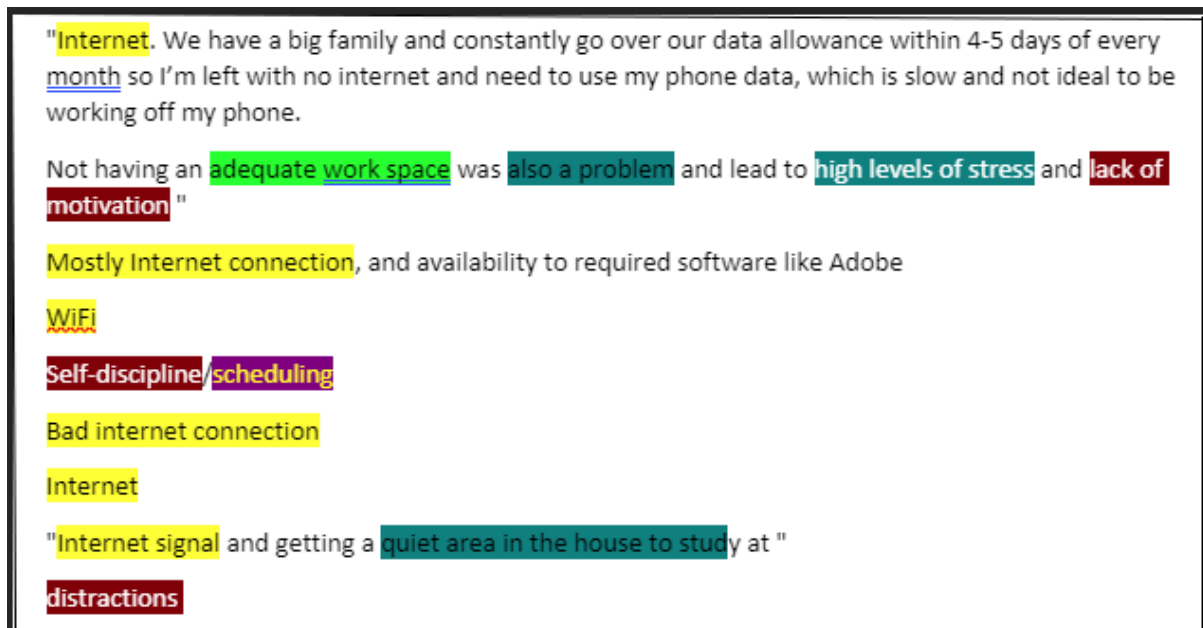 "Internet. We have a big family and constantly go over our data allowance within 4-5 days of every
month so I'm left with no internet and need to use my phone data, which is slow and not ideal to be
working off my phone.
Not having an adequate work space was also a problem and lead to high levels of stress and lack of
motivation "
Mostly Internet connection, and availability to required software like Adobe
WiFi
Self-discipline/scheduling
Bad internet connection
Internet
"Internet signal and getting a quiet area in the house to study at "
distractions